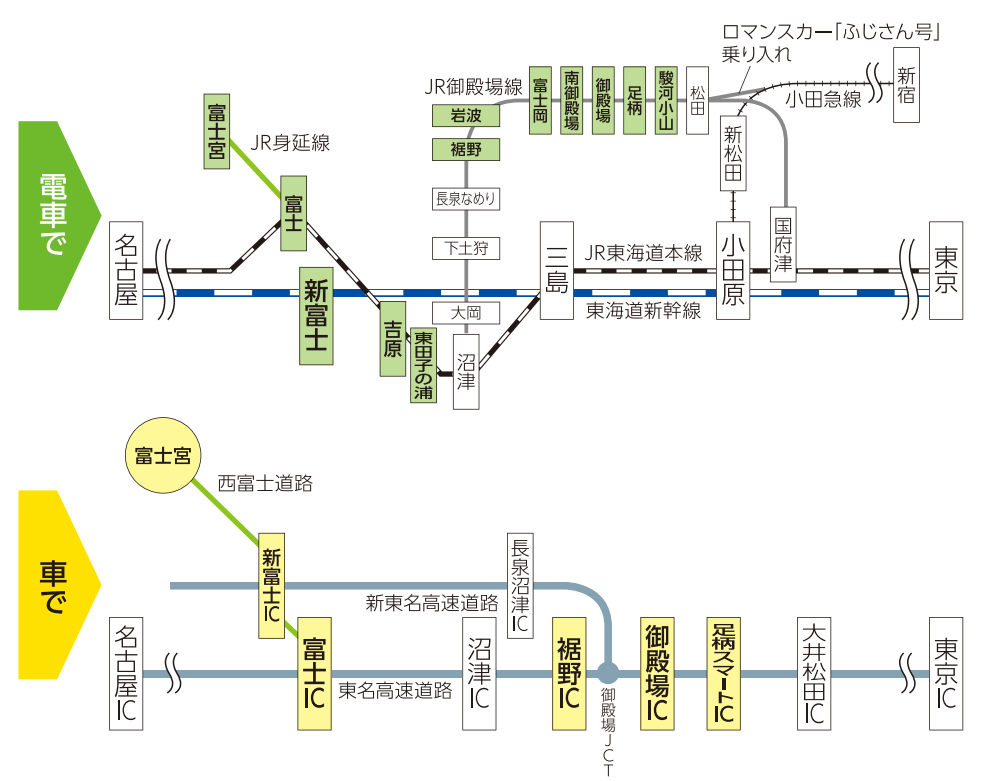 電車で
ロマンスカー「ふじさん号」
乗り入れ
JR御殿場線
富士岡
南御殿場
御殿場
足柄
駿河小山
松田
小田急線
新宿
岩波
裾野
長泉なめり
下土狩
大岡
沼津
富士宮
JR身延線
富士
新富士
吉原
東田子の浦
名古屋
三島
JR東海道本線
東海道新幹線
新松田
小田原
国府津
東京
車で
富士宮
西富士道路
新富士IC
新東名高速道路
長泉沼津IC
名古屋IC
富士IC
東名高速道路
沼津IC
裾野IC
御殿場JCT
御殿場IC
足柄スマートIC
大井松田IC
東京IC